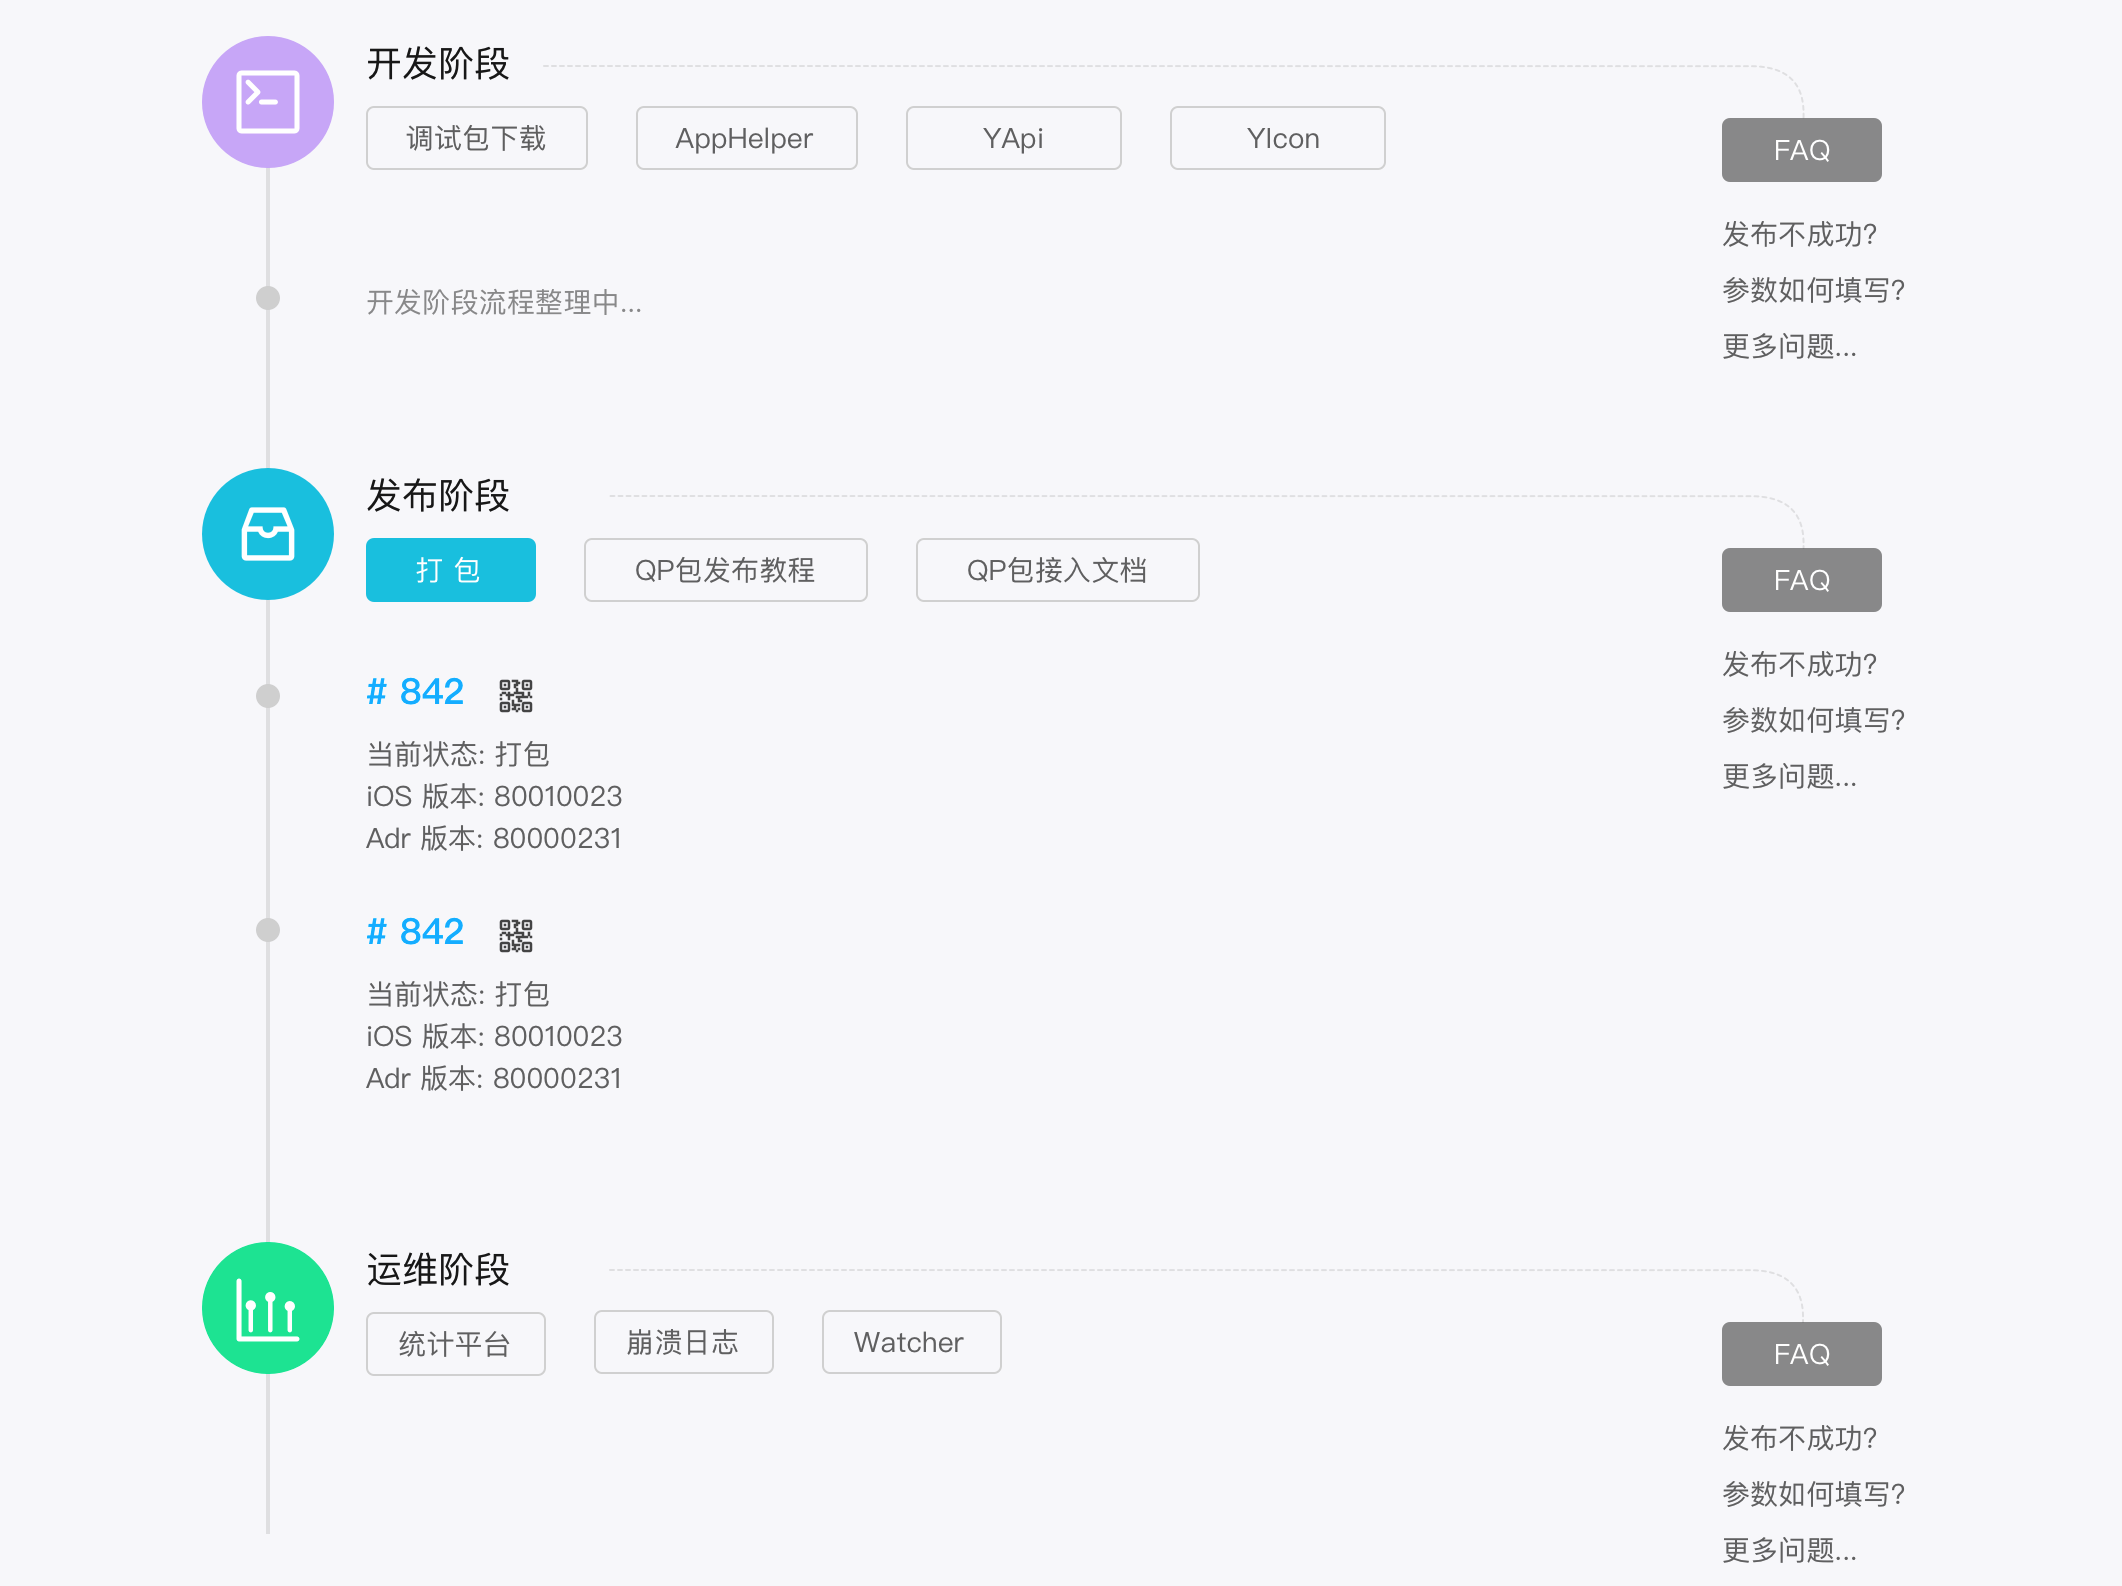 开发阶段
调试包下载
AppHelper
YApi
YIcon
FAQ
发布不成功?
参数如何填写?
更多问题...
开发阶段流程整理中...
发布阶段
打 包
QP包发布教程
QP包接入文档
FAQ
发布不成功?
参数如何填写?
更多问题...
# 842
当前状态: 打包
iOS 版本: 80010023
Adr 版本: 80000231
# 842
当前状态: 打包
iOS 版本: 80010023
Adr 版本: 80000231
运维阶段
统计平台
崩溃日志
Watcher
FAQ
发布不成功?
参数如何填写?
更多问题...